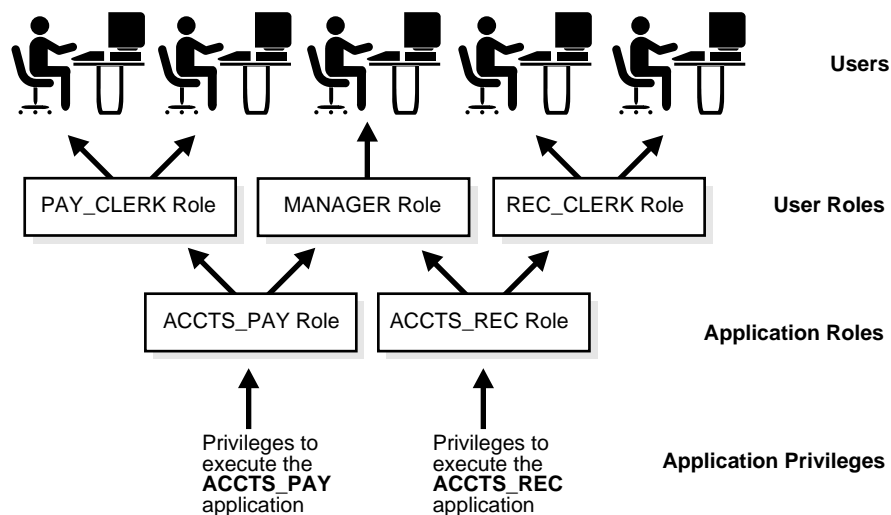 Users
PAY_CLERK Role
MANAGER Role
REC_CLERK Role
User Roles
ACCTS_PAY Role
ACCTS_REC Role
Application Roles
Privileges to
execute the
ACCTS_PAY
application
Privileges to
execute the
ACCTS_REC
application
Application Privileges